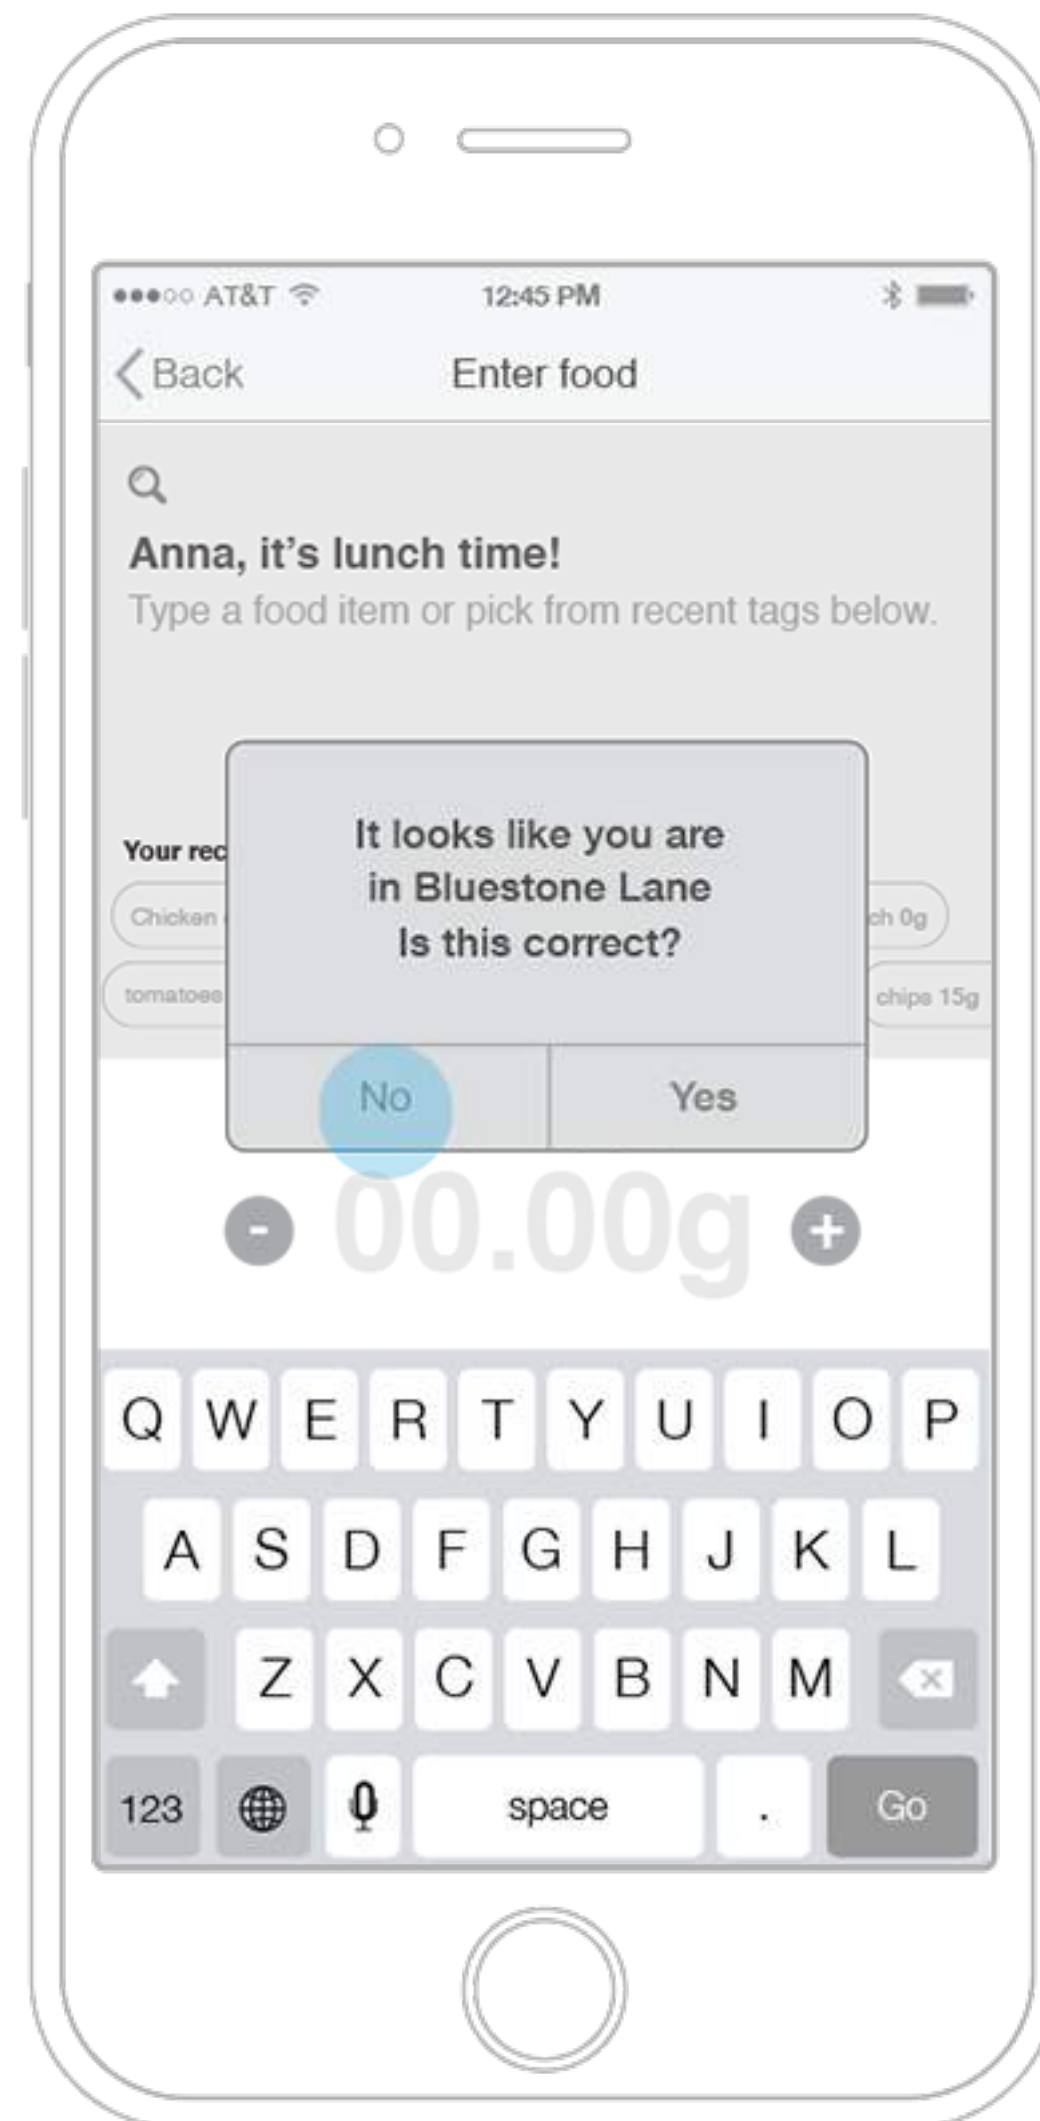 AT&T 12:45 PM
Back Enter food
Anna, it's lunch time!
Type a food item or pick from recent tags below.
It looks like you are
in Bluestone Lane
Is this correct?
Your rec
Chicken ch 0g
tomatoes chips 15g
No Yes
- 00.00g +
Q W E R T Y U I O P
A S D F G H J K L
Z X C V B N M
123 space . Go